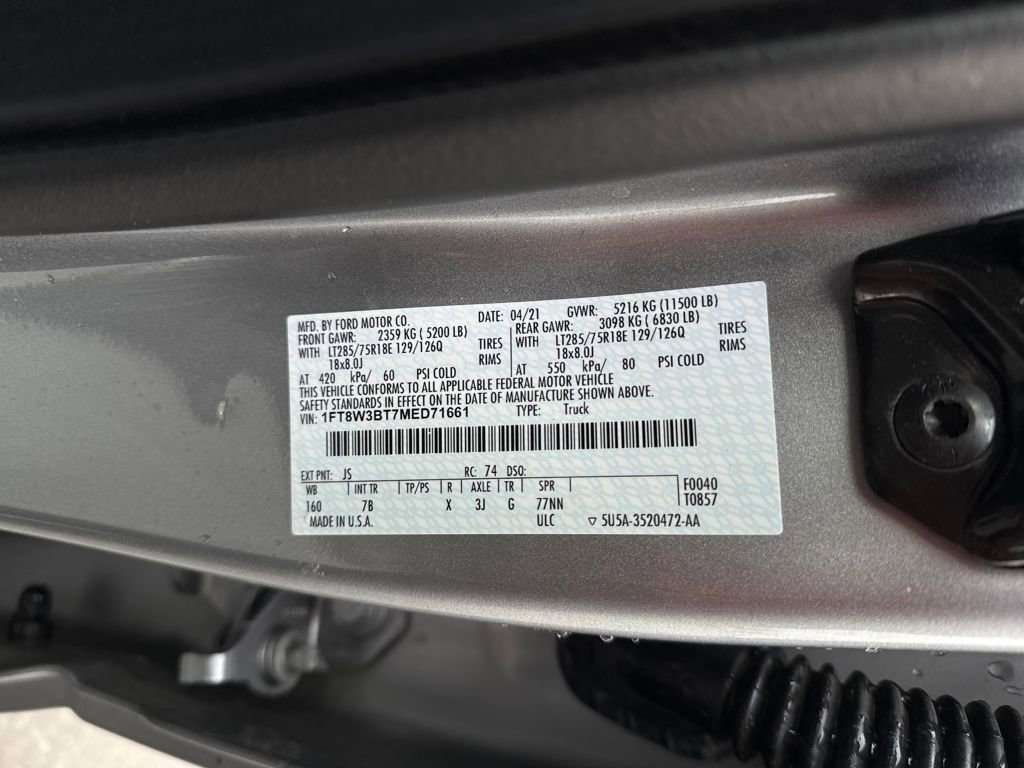 MFD. BY FORD MOTOR CO. DATE: 04/21 GVWR: 5216 KG (11500 LB)
FRONT GAWR: 2359 KG ( 5200 LB) REAR GAWR: 3098 KG ( 6830 LB)
WITH LT285/75R18E 129/126Q TIRES WITH LT285/75R18E 129/126Q TIRES
18x8.0J RIMS 18x8.0J RIMS
AT 420 kPa/ 60 PSI COLD AT 550 kPa/ 80 PSI COLD
THIS VEHICLE CONFORMS TO ALL APPLICABLE FEDERAL MOTOR VEHICLE
SAFETY STANDARDS IN EFFECT ON THE DATE OF MANUFACTURE SHOWN ABOVE.
VIN: 1FT8W3BT7MED71661 TYPE: Truck
EXT PNT: JS RC: 74 DSO:
WB INT TR TP/PS R AXLE TR SPR F0040
160 7B X 3J G 77NN T0857
MADE IN U.S.A. ULC ▽ 5U5A-3520472-AA